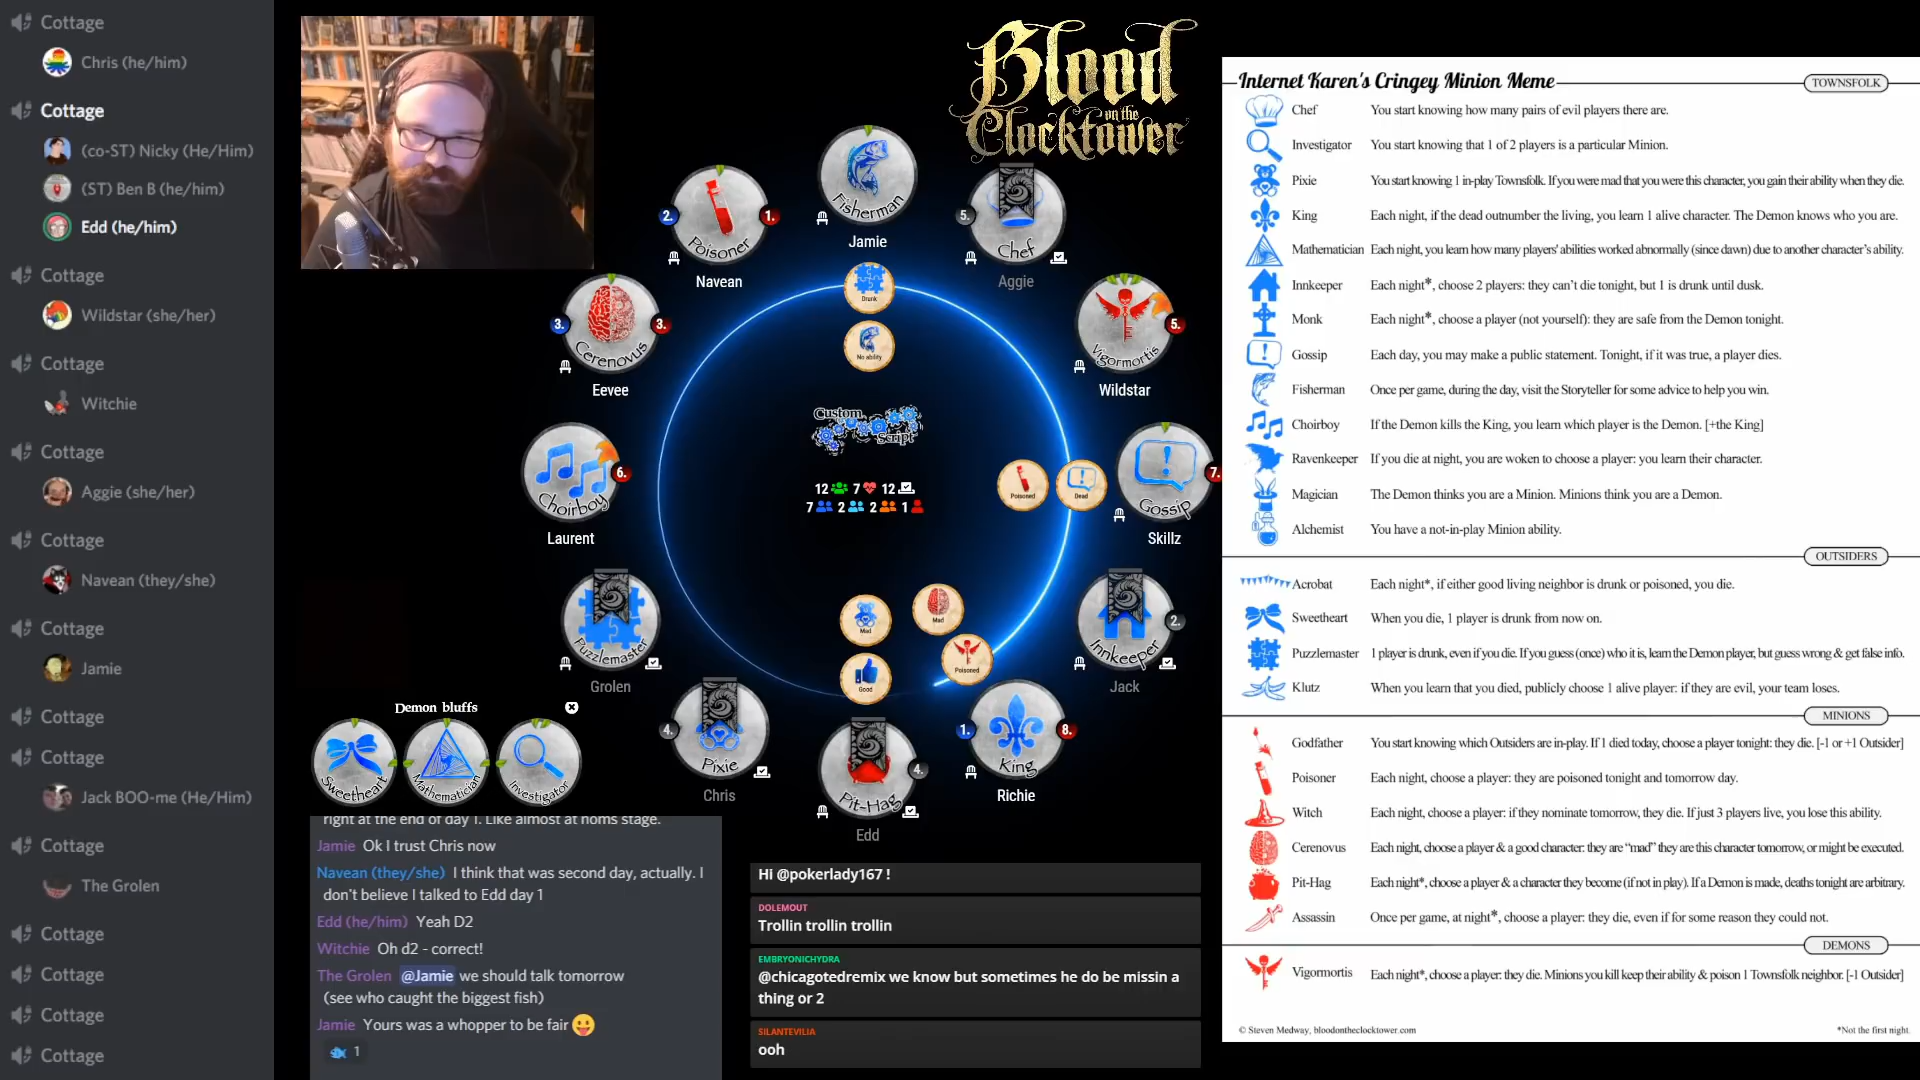 Cottage
Chris (he/him)
Cottage
(co-ST) Nicky (He/Him)
(ST) Ben B (he/him)
Edd (he/him)
Cottage
Wildstar (she/her)
Cottage
Witchie
Cottage
Aggie (she/her)
Cottage
Navean (they/she)
Cottage
Jamie
Cottage
Cottage
Jack BOO-me (He/Him)
Cottage
The Grolen
Cottage
Cottage
Cottage
Cottage
Blood
on the
Clocktower
Fisherman
Jamie
Poisoner
2.
1.
Navean
Chef
5.
Aggie
Cerenovus
3.
3.
Eevee
Vigormortis
5.
Wildstar
Drunk
No ability
Custom
Script
12 7 12
7 2 2 1
Choirboy
6.
Laurent
Poisoned
Dead
Gossip
7.
Skillz
Puzzlemaster
Grolen
Mad
Mad
Good
Poisoned
Innkeeper
2.
Jack
Pixie
4.
Chris
Pit-Hag
4.
Edd
King
1.
8.
Richie
Demon bluffs
Sweetheart
Mathematician
Investigator
right at the end of day 1. Like almost at noms stage.
Jamie Ok I trust Chris now
Navean (they/she) I think that was second day, actually. I
don't believe I talked to Edd day 1
Edd (he/him) Yeah D2
Witchie Oh d2 - correct!
The Grolen @Jamie we should talk tomorrow
(see who caught the biggest fish)
Jamie Yours was a whopper to be fair 😛
1
Hi @pokerlady167 !
DOLEMOUT
Trollin trollin trollin
EMBRYONICHYDRA
@chicagotedremix we know but sometimes he do be missin a
thing or 2
SILANTEVILIA
ooh
Internet Karen's Cringey Minion Meme
TOWNSFOLK
Chef You start knowing how many pairs of evil players there are.
Investigator You start knowing that 1 of 2 players is a particular Minion.
Pixie You start knowing 1 in-play Townsfolk. If you were mad that you were this character, you gain their ability when they die.
King Each night, if the dead outnumber the living, you learn 1 alive character. The Demon knows who you are.
Mathematician Each night, you learn how many players' abilities worked abnormally (since dawn) due to another character's ability.
Innkeeper Each night*, choose 2 players: they can't die tonight, but 1 is drunk until dusk.
Monk Each night*, choose a player (not yourself): they are safe from the Demon tonight.
Gossip Each day, you may make a public statement. Tonight, if it was true, a player dies.
Fisherman Once per game, during the day, visit the Storyteller for some advice to help you win.
Choirboy If the Demon kills the King, you learn which player is the Demon. [+the King]
Ravenkeeper If you die at night, you are woken to choose a player: you learn their character.
Magician The Demon thinks you are a Minion. Minions think you are a Demon.
Alchemist You have a not-in-play Minion ability.
OUTSIDERS
Acrobat Each night*, if either good living neighbor is drunk or poisoned, you die.
Sweetheart When you die, 1 player is drunk from now on.
Puzzlemaster 1 player is drunk, even if you die. If you guess (once) who it is, learn the Demon player, but guess wrong & get false info.
Klutz When you learn that you died, publicly choose 1 alive player: if they are evil, your team loses.
MINIONS
Godfather You start knowing which Outsiders are in-play. If 1 died today, choose a player tonight: they die. [-1 or +1 Outsider]
Poisoner Each night, choose a player: they are poisoned tonight and tomorrow day.
Witch Each night, choose a player: if they nominate tomorrow, they die. If just 3 players live, you lose this ability.
Cerenovus Each night, choose a player & a good character: they are “mad” they are this character tomorrow, or might be executed.
Pit-Hag Each night*, choose a player & a character they become (if not in play). If a Demon is made, deaths tonight are arbitrary.
Assassin Once per game, at night*, choose a player: they die, even if for some reason they could not.
DEMONS
Vigormortis Each night*, choose a player: they die. Minions you kill keep their ability & poison 1 Townsfolk neighbor. [-1 Outsider]
© Steven Medway, bloodontheclocktower.com
*Not the first night.